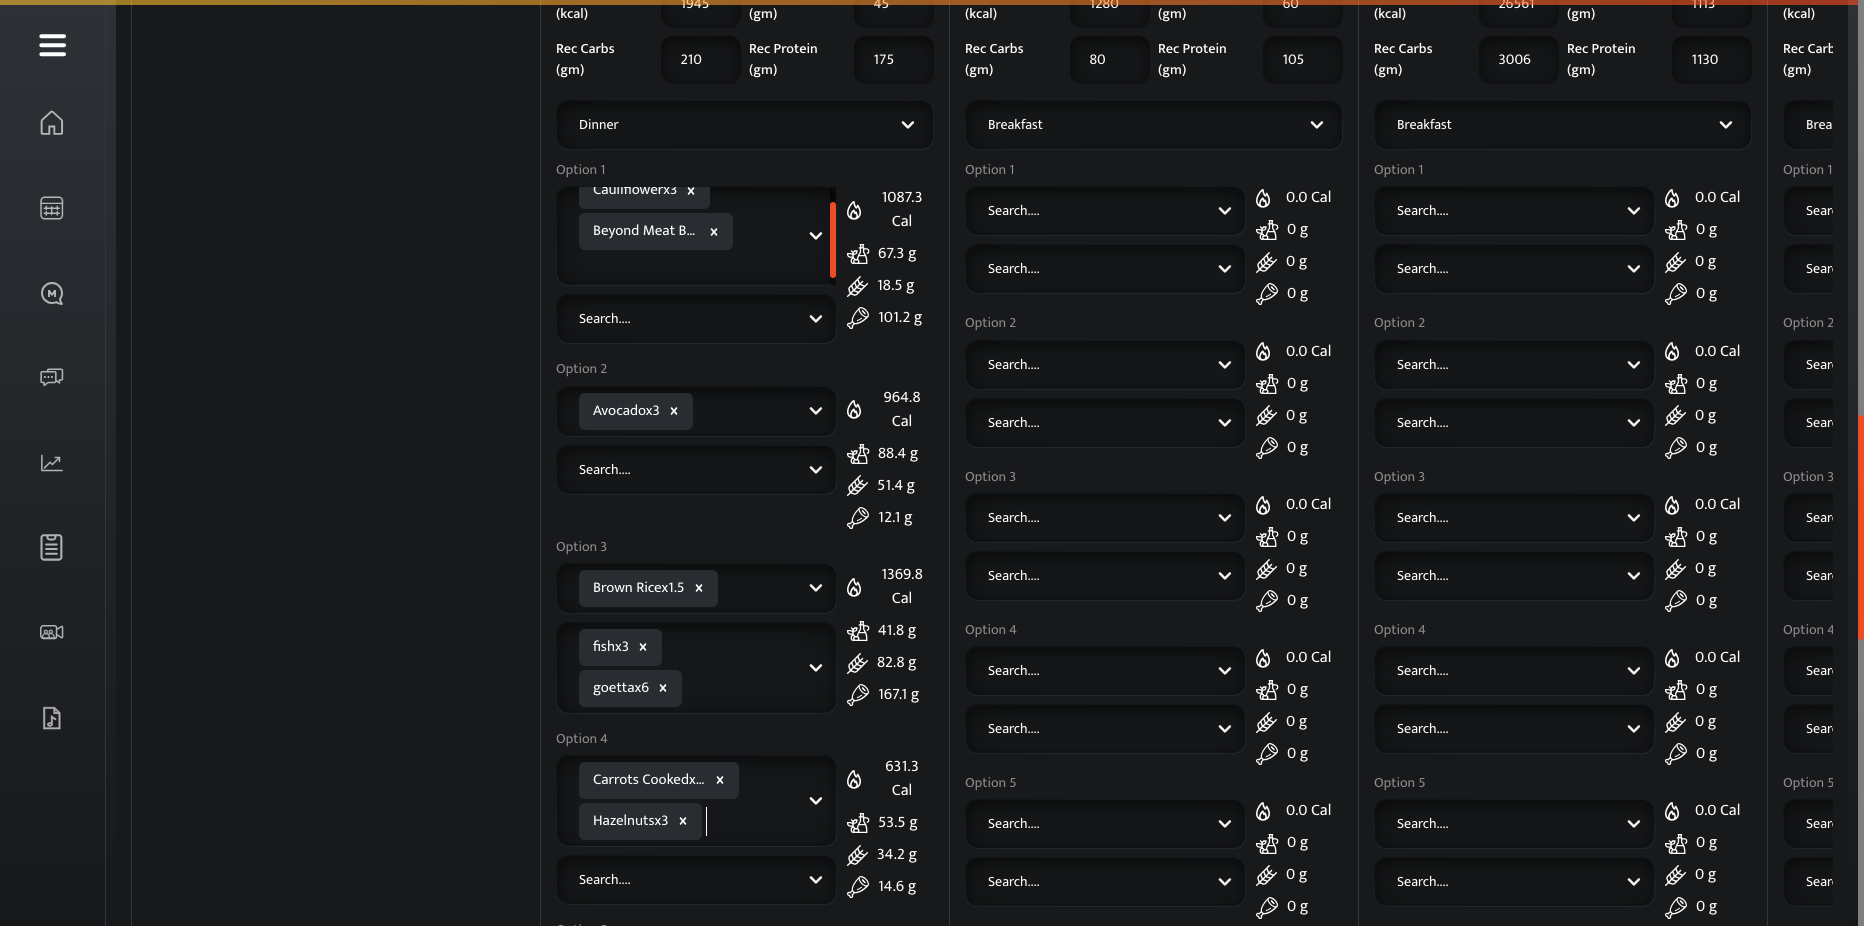 1945
45
(kcal)
(gm)
Rec Carbs
(gm)
210
Rec Protein
(gm)
175
Dinner
Option 1
Cauliflowerx3 ×
Beyond Meat B... ×
Search....
1087.3
Cal
67.3 g
18.5 g
101.2 g
Option 2
Avocadox3 ×
Search....
964.8
Cal
88.4 g
51.4 g
12.1 g
Option 3
Brown Ricex1.5 ×
fishx3 ×
goettax6 ×
1369.8
Cal
41.8 g
82.8 g
167.1 g
Option 4
Carrots Cookedx... ×
Hazelnutsx3 ×
Search....
631.3
Cal
53.5 g
34.2 g
14.6 g
1280
60
(kcal)
(gm)
Rec Carbs
(gm)
80
Rec Protein
(gm)
105
Breakfast
Option 1
Search....
Search....
0.0 Cal
0 g
0 g
0 g
Option 2
Search....
Search....
0.0 Cal
0 g
0 g
0 g
Option 3
Search....
Search....
0.0 Cal
0 g
0 g
0 g
Option 4
Search....
Search....
0.0 Cal
0 g
0 g
0 g
Option 5
Search....
Search....
0.0 Cal
0 g
0 g
0 g
26561
1113
(kcal)
(gm)
Rec Carbs
(gm)
3006
Rec Protein
(gm)
1130
Breakfast
Option 1
Search....
Search....
0.0 Cal
0 g
0 g
0 g
Option 2
Search....
Search....
0.0 Cal
0 g
0 g
0 g
Option 3
Search....
Search....
0.0 Cal
0 g
0 g
0 g
Option 4
Search....
Search....
0.0 Cal
0 g
0 g
0 g
Option 5
Search....
Search....
0.0 Cal
0 g
0 g
0 g
(kcal)
Rec Carb
(gm)
Brea
Option 1
Sear
Sear
Option 2
Sear
Sear
Option 3
Sear
Sear
Option 4
Sear
Sear
Option 5
Sear
Sear